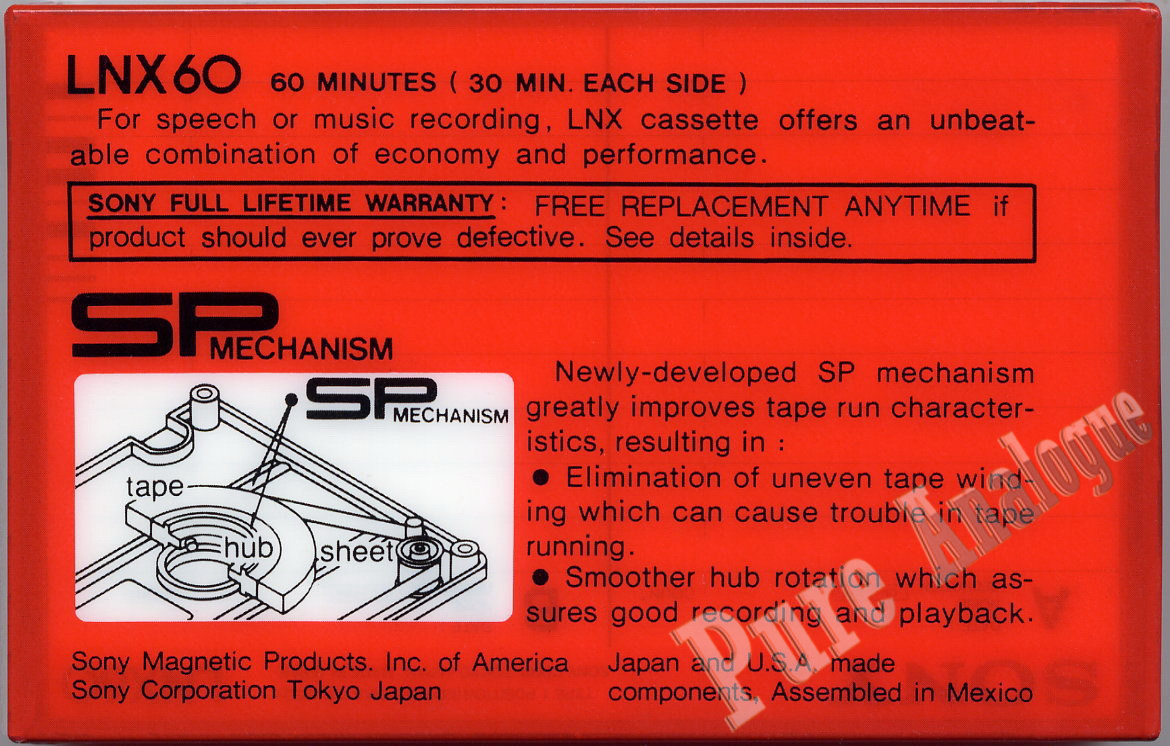 LNX60 60 MINUTES ( 30 MIN. EACH SIDE )
For speech or music recording, LNX cassette offers an unbeat-
able combination of economy and performance.
SONY FULL LIFETIME WARRANTY: FREE REPLACEMENT ANYTIME if
product should ever prove defective. See details inside.
SP MECHANISM
SP MECHANISM
tape
hub
sheet
Newly-developed SP mechanism
greatly improves tape run character-
istics, resulting in :
● Elimination of uneven tape wind-
ing which can cause trouble in tape
running.
● Smoother hub rotation which as-
sures good recording and playback.
Sony Magnetic Products. Inc. of America
Sony Corporation Tokyo Japan
Japan and U.S.A. made
components, Assembled in Mexico
Pure Analogue